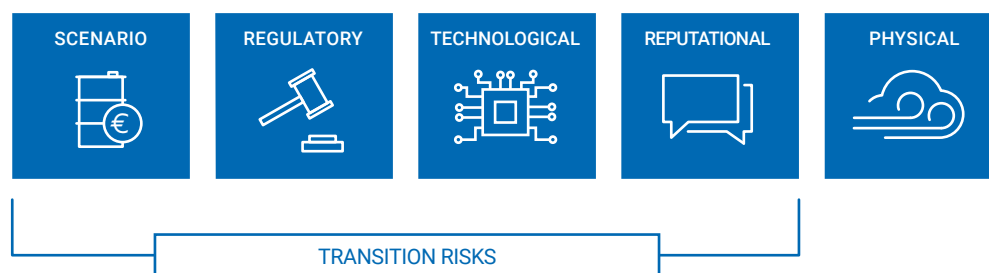 SCENARIO
REGULATORY
TECHNOLOGICAL
REPUTATIONAL
PHYSICAL
€
TRANSITION RISKS